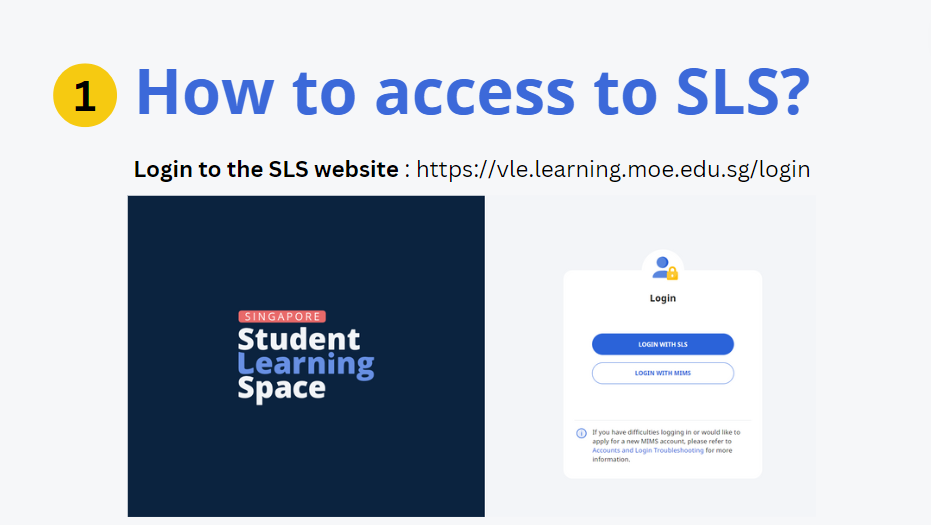 1 How to access to SLS?
Login to the SLS website : https://vle.learning.moe.edu.sg/login
SINGAPORE
Student
Learning
Space
Login
LOGIN WITH SLS
LOGIN WITH MIMS
If you have difficulties logging in or would like to
apply for a new MIMS account, please refer to
Accounts and Login Troubleshooting for more
information.